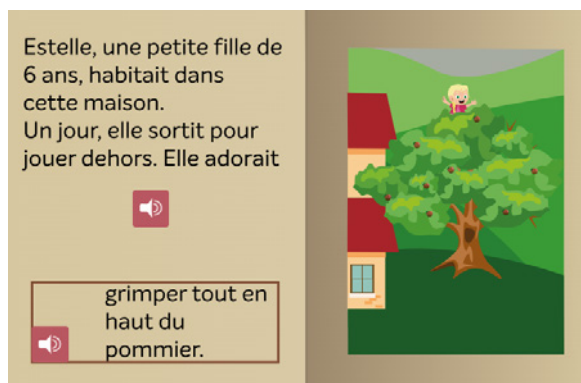 Estelle, une petite fille de
6 ans, habitait dans
cette maison.
Un jour, elle sortit pour
jouer dehors. Elle adorait
grimper tout en
haut du
pommier.